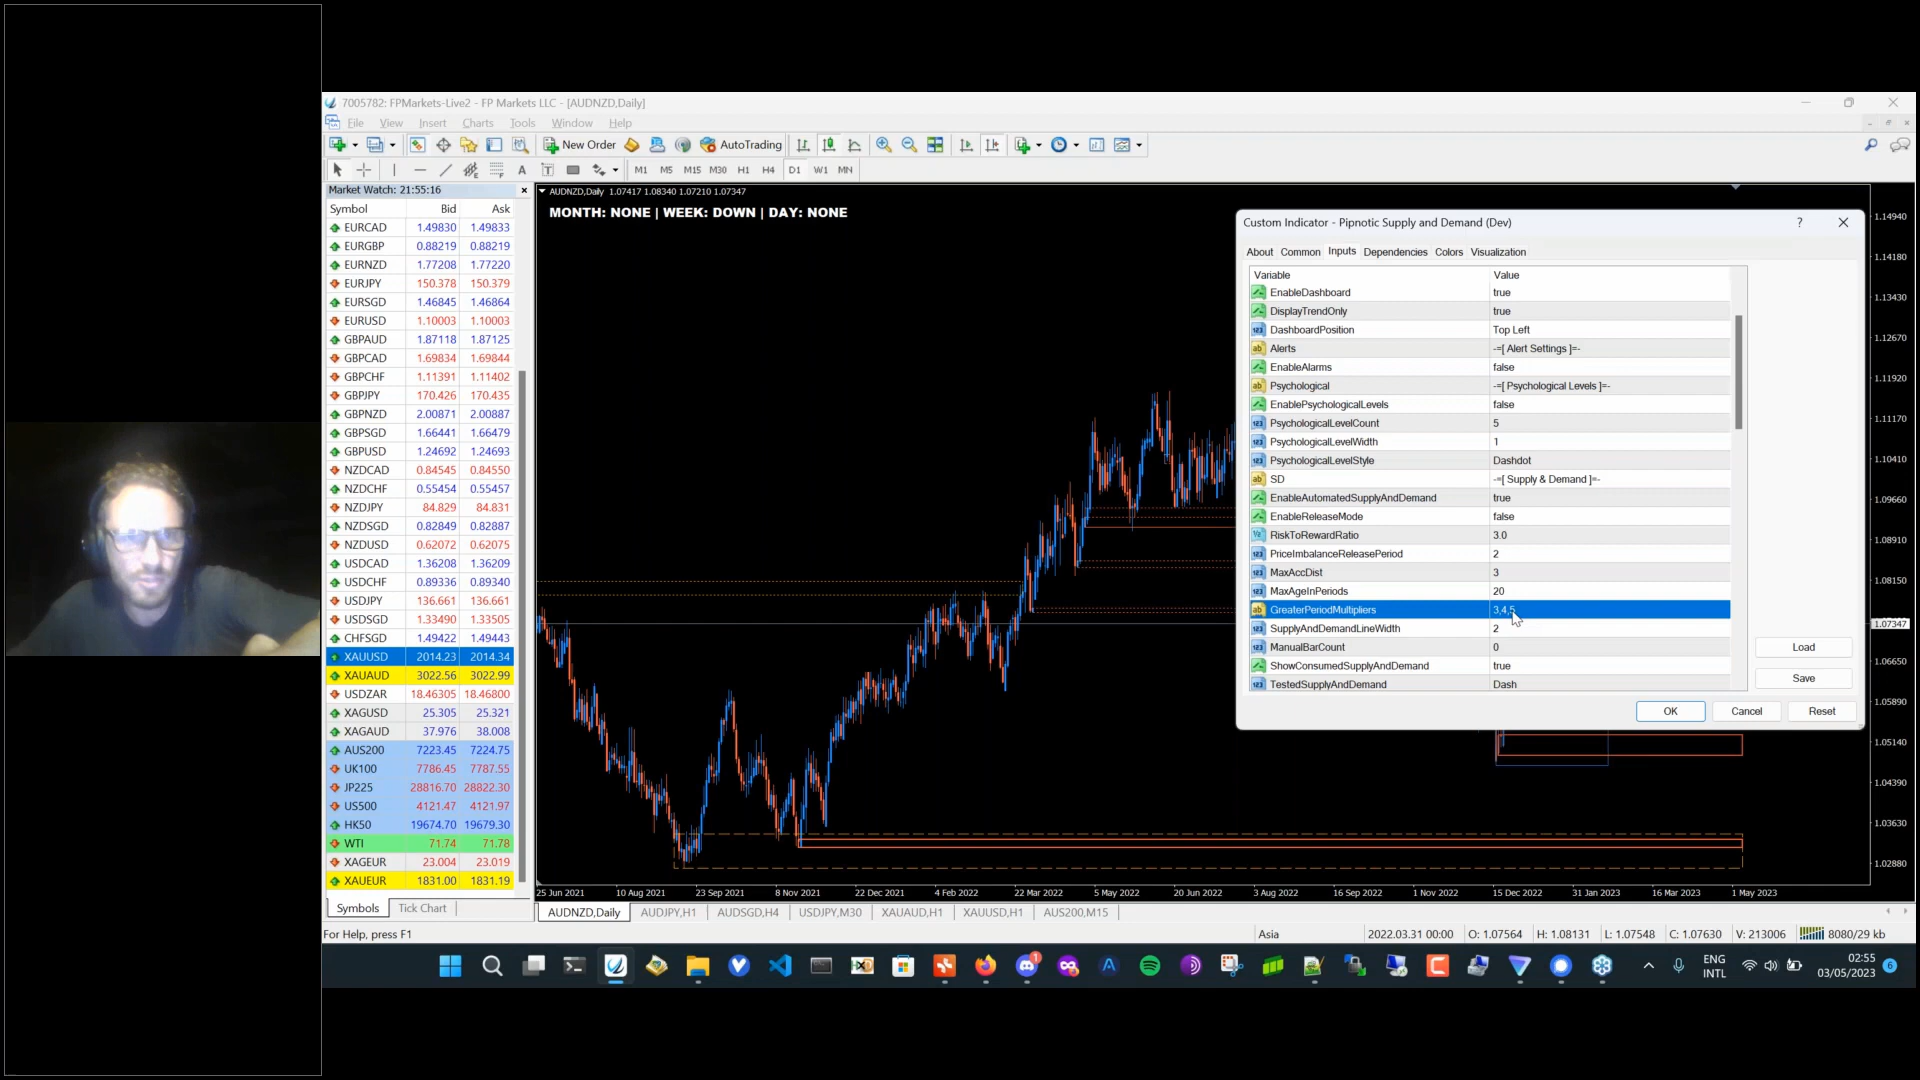 7005782: FPMarkets-Live2 - FP Markets LLC - [AUDNZD,Daily]
File View Insert Charts Tools Window Help
New Order AutoTrading
M1 M5 M15 M30 H1 H4 D1 W1 MN
Market Watch: 21:55:16
Symbol Bid Ask
EURCAD 1.49830 1.49833
EURGBP 0.88219 0.88219
EURNZD 1.77208 1.77220
EURJPY 150.378 150.379
EURSGD 1.46845 1.46864
EURUSD 1.10003 1.10003
GBPAUD 1.87118 1.87125
GBPCAD 1.69834 1.69844
GBPCHF 1.11391 1.11402
GBPJPY 170.426 170.435
GBPNZD 2.00871 2.00887
GBPSGD 1.66441 1.66479
GBPUSD 1.24692 1.24693
NZDCAD 0.84545 0.84550
NZDCHF 0.55454 0.55457
NZDJPY 84.829 84.831
NZDSGD 0.82849 0.82887
NZDUSD 0.62072 0.62075
USDCAD 1.36208 1.36209
USDCHF 0.89336 0.89340
USDJPY 136.661 136.661
USDSGD 1.33490 1.33505
CHFSGD 1.49422 1.49443
XAUUSD 2014.23 2014.34
XAUAUD 3022.56 3022.99
USDZAR 18.46305 18.46800
XAGUSD 25.305 25.321
XAGAUD 37.976 38.008
AUS200 7223.45 7224.75
UK100 7786.45 7787.55
JP225 28816.70 28822.30
US500 4121.47 4121.97
HK50 19674.70 19679.30
WTI 71.74 71.78
XAGEUR 23.004 23.019
XAUEUR 1831.00 1831.19
Symbols Tick Chart
AUDNZD,Daily 1.07417 1.08340 1.07210 1.07347
MONTH: NONE | WEEK: DOWN | DAY: NONE
Custom Indicator - Pipnotic Supply and Demand (Dev)
About Common Inputs Dependencies Colors Visualization
Variable Value
EnableDashboard true
DisplayTrendOnly true
DashboardPosition Top Left
Alerts -=[ Alert Settings ]=-
EnableAlarms false
Psychological -=[ Psychological Levels ]=-
EnablePsychologicalLevels false
PsychologicalLevelCount 5
PsychologicalLevelWidth 1
PsychologicalLevelStyle Dashdot
SD -=[ Supply & Demand ]=-
EnableAutomatedSupplyAndDemand true
EnableReleaseMode false
RiskToRewardRatio 3.0
PriceImbalanceReleasePeriod 2
MaxAccDist 3
MaxAgeInPeriods 20
GreaterPeriodMultipliers 3,4,5
SupplyAndDemandLineWidth 2
ManualBarCount 0
ShowConsumedSupplyAndDemand true
TestedSupplyAndDemand Dash
Load
Save
OK Cancel Reset
1.14940
1.14180
1.13430
1.12670
1.11920
1.11170
1.10410
1.09660
1.08910
1.08150
1.07347
1.06650
1.05890
1.05140
1.04390
1.03630
1.02880
25 Jun 2021 10 Aug 2021 23 Sep 2021 8 Nov 2021 22 Dec 2021 4 Feb 2022 22 Mar 2022 5 May 2022 20 Jun 2022 3 Aug 2022 16 Sep 2022 1 Nov 2022 15 Dec 2022 31 Jan 2023 16 Mar 2023 1 May 2023
AUDNZD,Daily AUDJPY,H1 AUDSGD,H4 USDJPY,M30 XAUAUD,H1 XAUUSD,H1 AUS200,M15
For Help, press F1 Asia 2022.03.31 00:00 O: 1.07564 H: 1.08131 L: 1.07548 C: 1.07630 V: 213006 8080/29 kb
ENG
INTL
02:55
03/05/2023
6